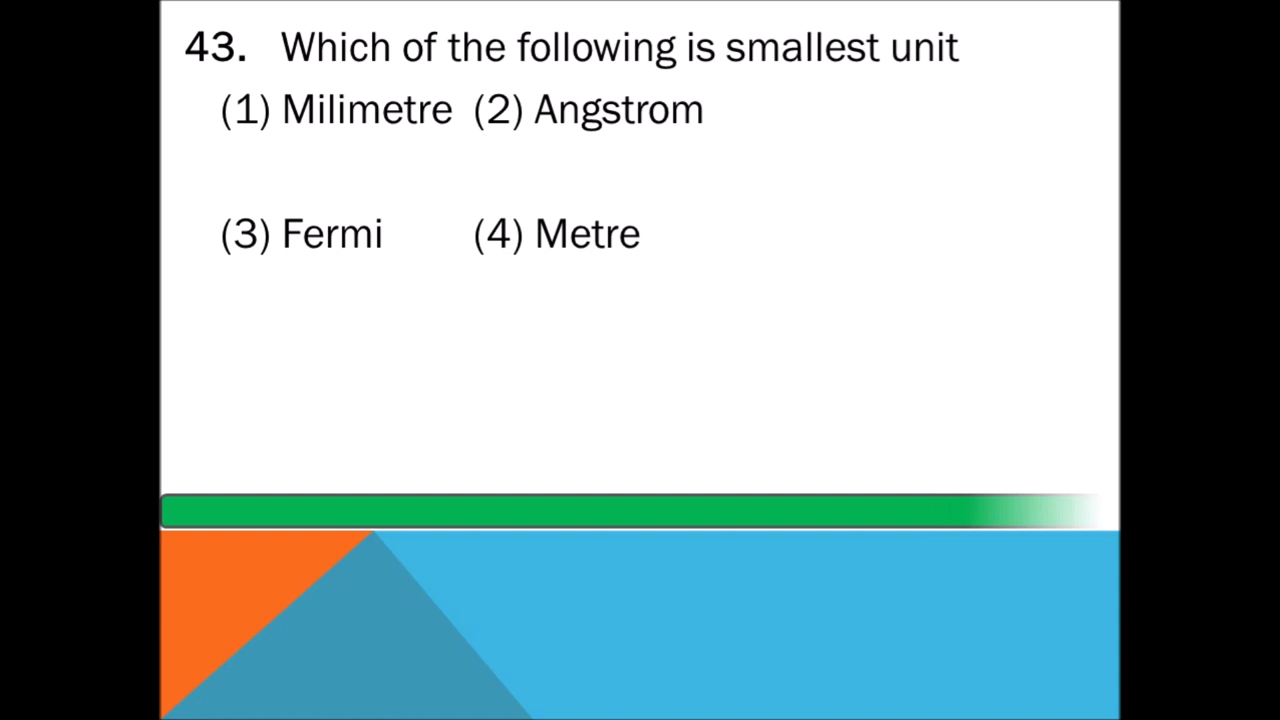 43. Which of the following is smallest unit
(1) Milimetre (2) Angstrom
(3) Fermi (4) Metre